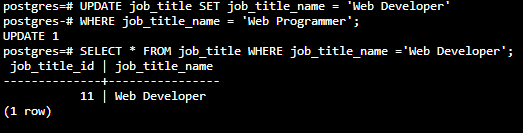 postgres=# UPDATE job_title SET job_title_name = 'Web Developer'
postgres-# WHERE job_title_name = 'Web Programmer';
UPDATE 1
postgres=# SELECT * FROM job_title WHERE job_title_name ='Web Developer';
 job_title_id | job_title_name
--------------+----------------
           11 | Web Developer
(1 row)